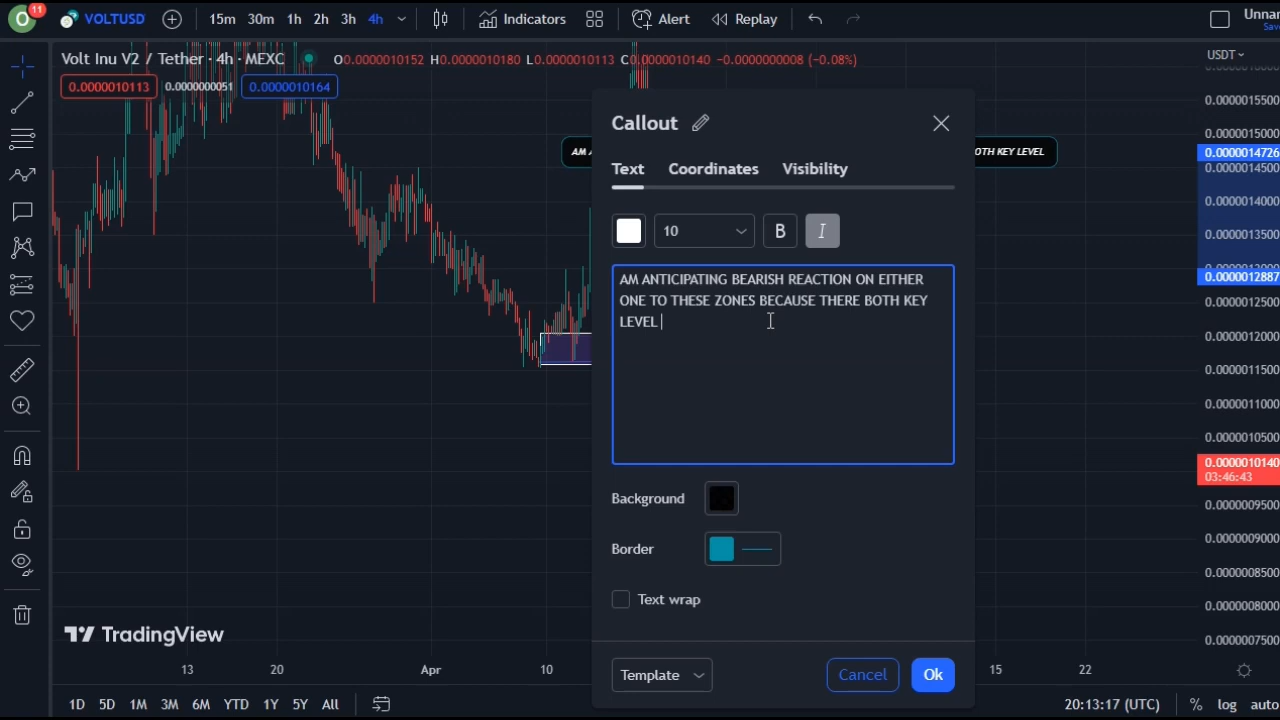 11
VOLTUSD 15m 30m 1h 2h 3h 4h Indicators Alert Replay
Save
Volt Inu V2 / Tether · 4h · MEXC O0.0000010152 H0.0000010180 L0.0000010113 C0.0000010140 −0.0000000008 (−0.08%)
USDT
0.0000010113 0.0000000051 0.0000010164
0.0000015500
0.0000015000
0.0000014726
0.0000014500
0.0000014000
0.0000013500
0.0000012887
0.0000012500
0.0000012000
0.0000011500
0.0000011000
0.0000010500
0.0000010140
03:46:43
0.0000009500
0.0000009000
0.0000008500
0.0000008000
0.0000007500
AM
BOTH KEY LEVEL
Callout
Text Coordinates Visibility
10 B I
AM ANTICIPATING BEARISH REACTION ON EITHER
ONE TO THESE ZONES BECAUSE THERE BOTH KEY
LEVEL
Background
Border
Text wrap
Template Cancel Ok
TradingView
13 20 Apr 10 15 22
1D 5D 1M 3M 6M YTD 1Y 5Y All 20:13:17 (UTC) % log auto